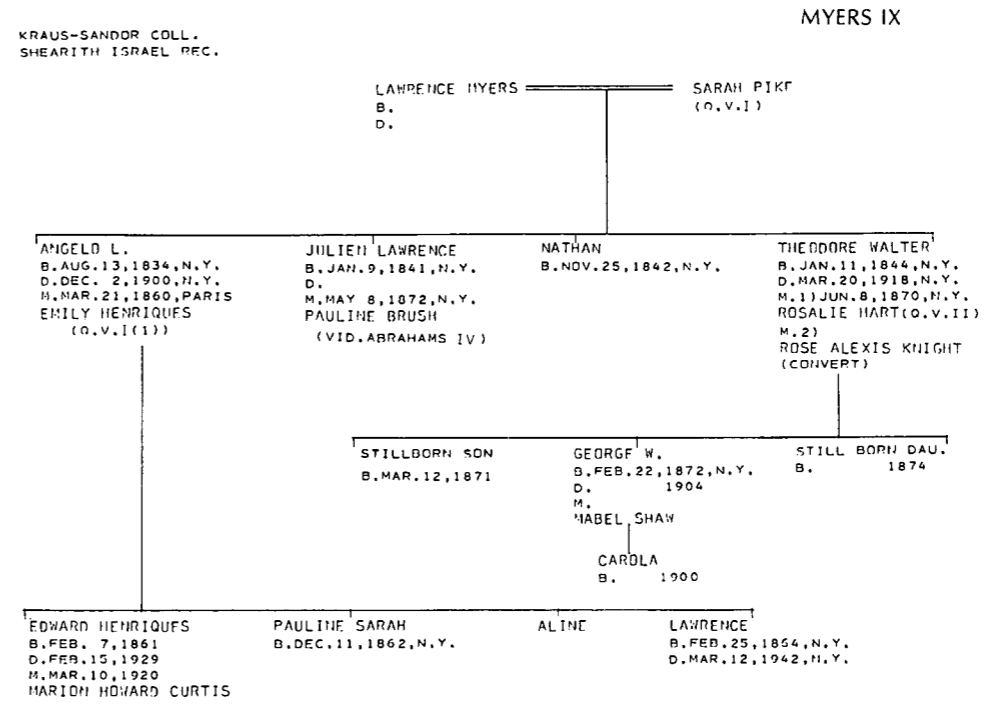 MYERS IX
KRAUS-SANDOR COLL.
SHEARITH ISRAEL REC.
LAWRENCE MYERS
B.
D.
SARAH PIKE
(Q.V.I)
ANGELO L.
B.AUG.13,1834,N.Y.
D.DEC. 2,1900,N.Y.
M.MAR.21,1860,PARIS
EMILY HENRIQUES
(Q.V.I(1))
JULIEN LAWRENCE
B.JAN.9,1841,N.Y.
D.
M.MAY 8,1872,N.Y.
PAULINE BRUSH
(VID.ABRAHAMS IV)
NATHAN
B.NOV.25,1842,N.Y.
THEODORE WALTER
B.JAN.11,1844,N.Y.
D.MAR.20,1918,N.Y.
M.1)JUN.8,1870,N.Y.
ROSALIE HART(Q.V.II)
M.2)
ROSE ALEXIS KNIGHT
(CONVERT)
STILLBORN SON
B.MAR.12,1871
GEORGE W.
B.FEB.22,1872,N.Y.
D. 1904
M.
MABEL SHAW
STILL BORN DAU.
B. 1874
CAROLA
B. 1900
EDWARD HENRIQUES
B.FEB. 7,1861
D.FEB.15,1929
M.MAR.10,1920
MARION HOWARD CURTIS
PAULINE SARAH
B.DEC.11,1862,N.Y.
ALINE
LAWRENCE
B.FEB.25,1864,N.Y.
D.MAR.12,1942,N.Y.